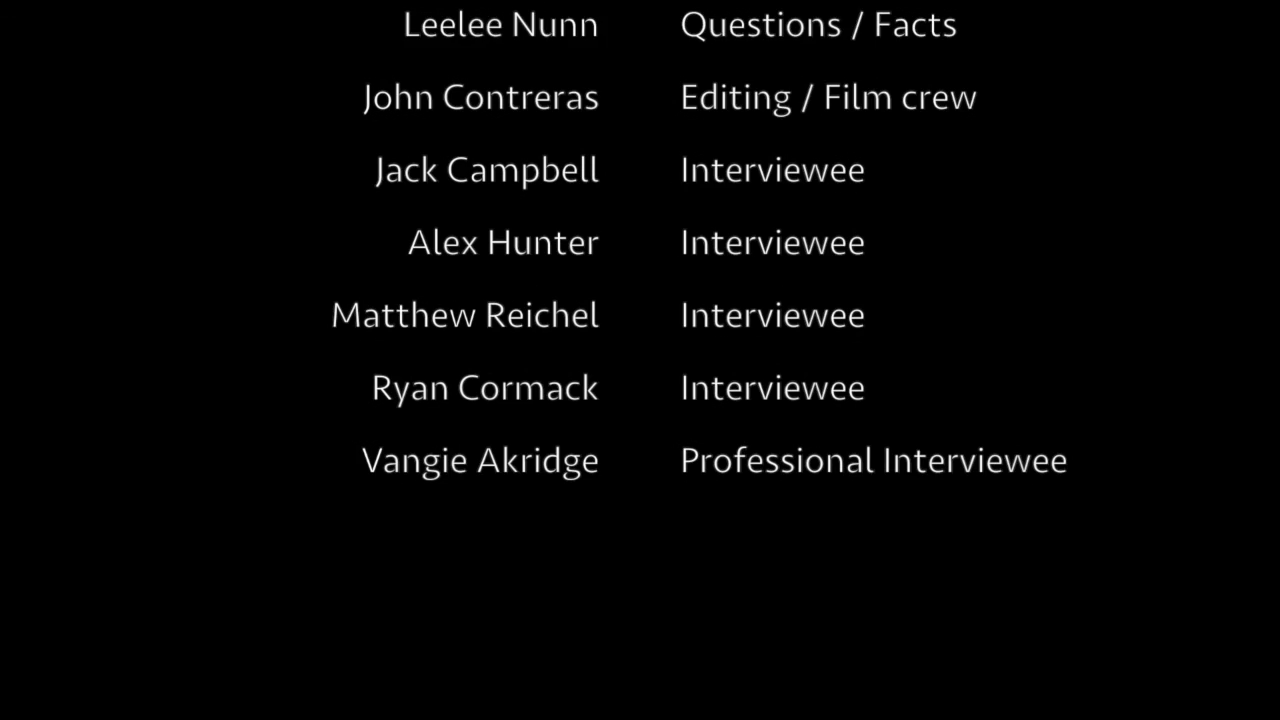 Leelee Nunn Questions / Facts
John Contreras Editing / Film crew
Jack Campbell Interviewee
Alex Hunter Interviewee
Matthew Reichel Interviewee
Ryan Cormack Interviewee
Vangie Akridge Professional Interviewee